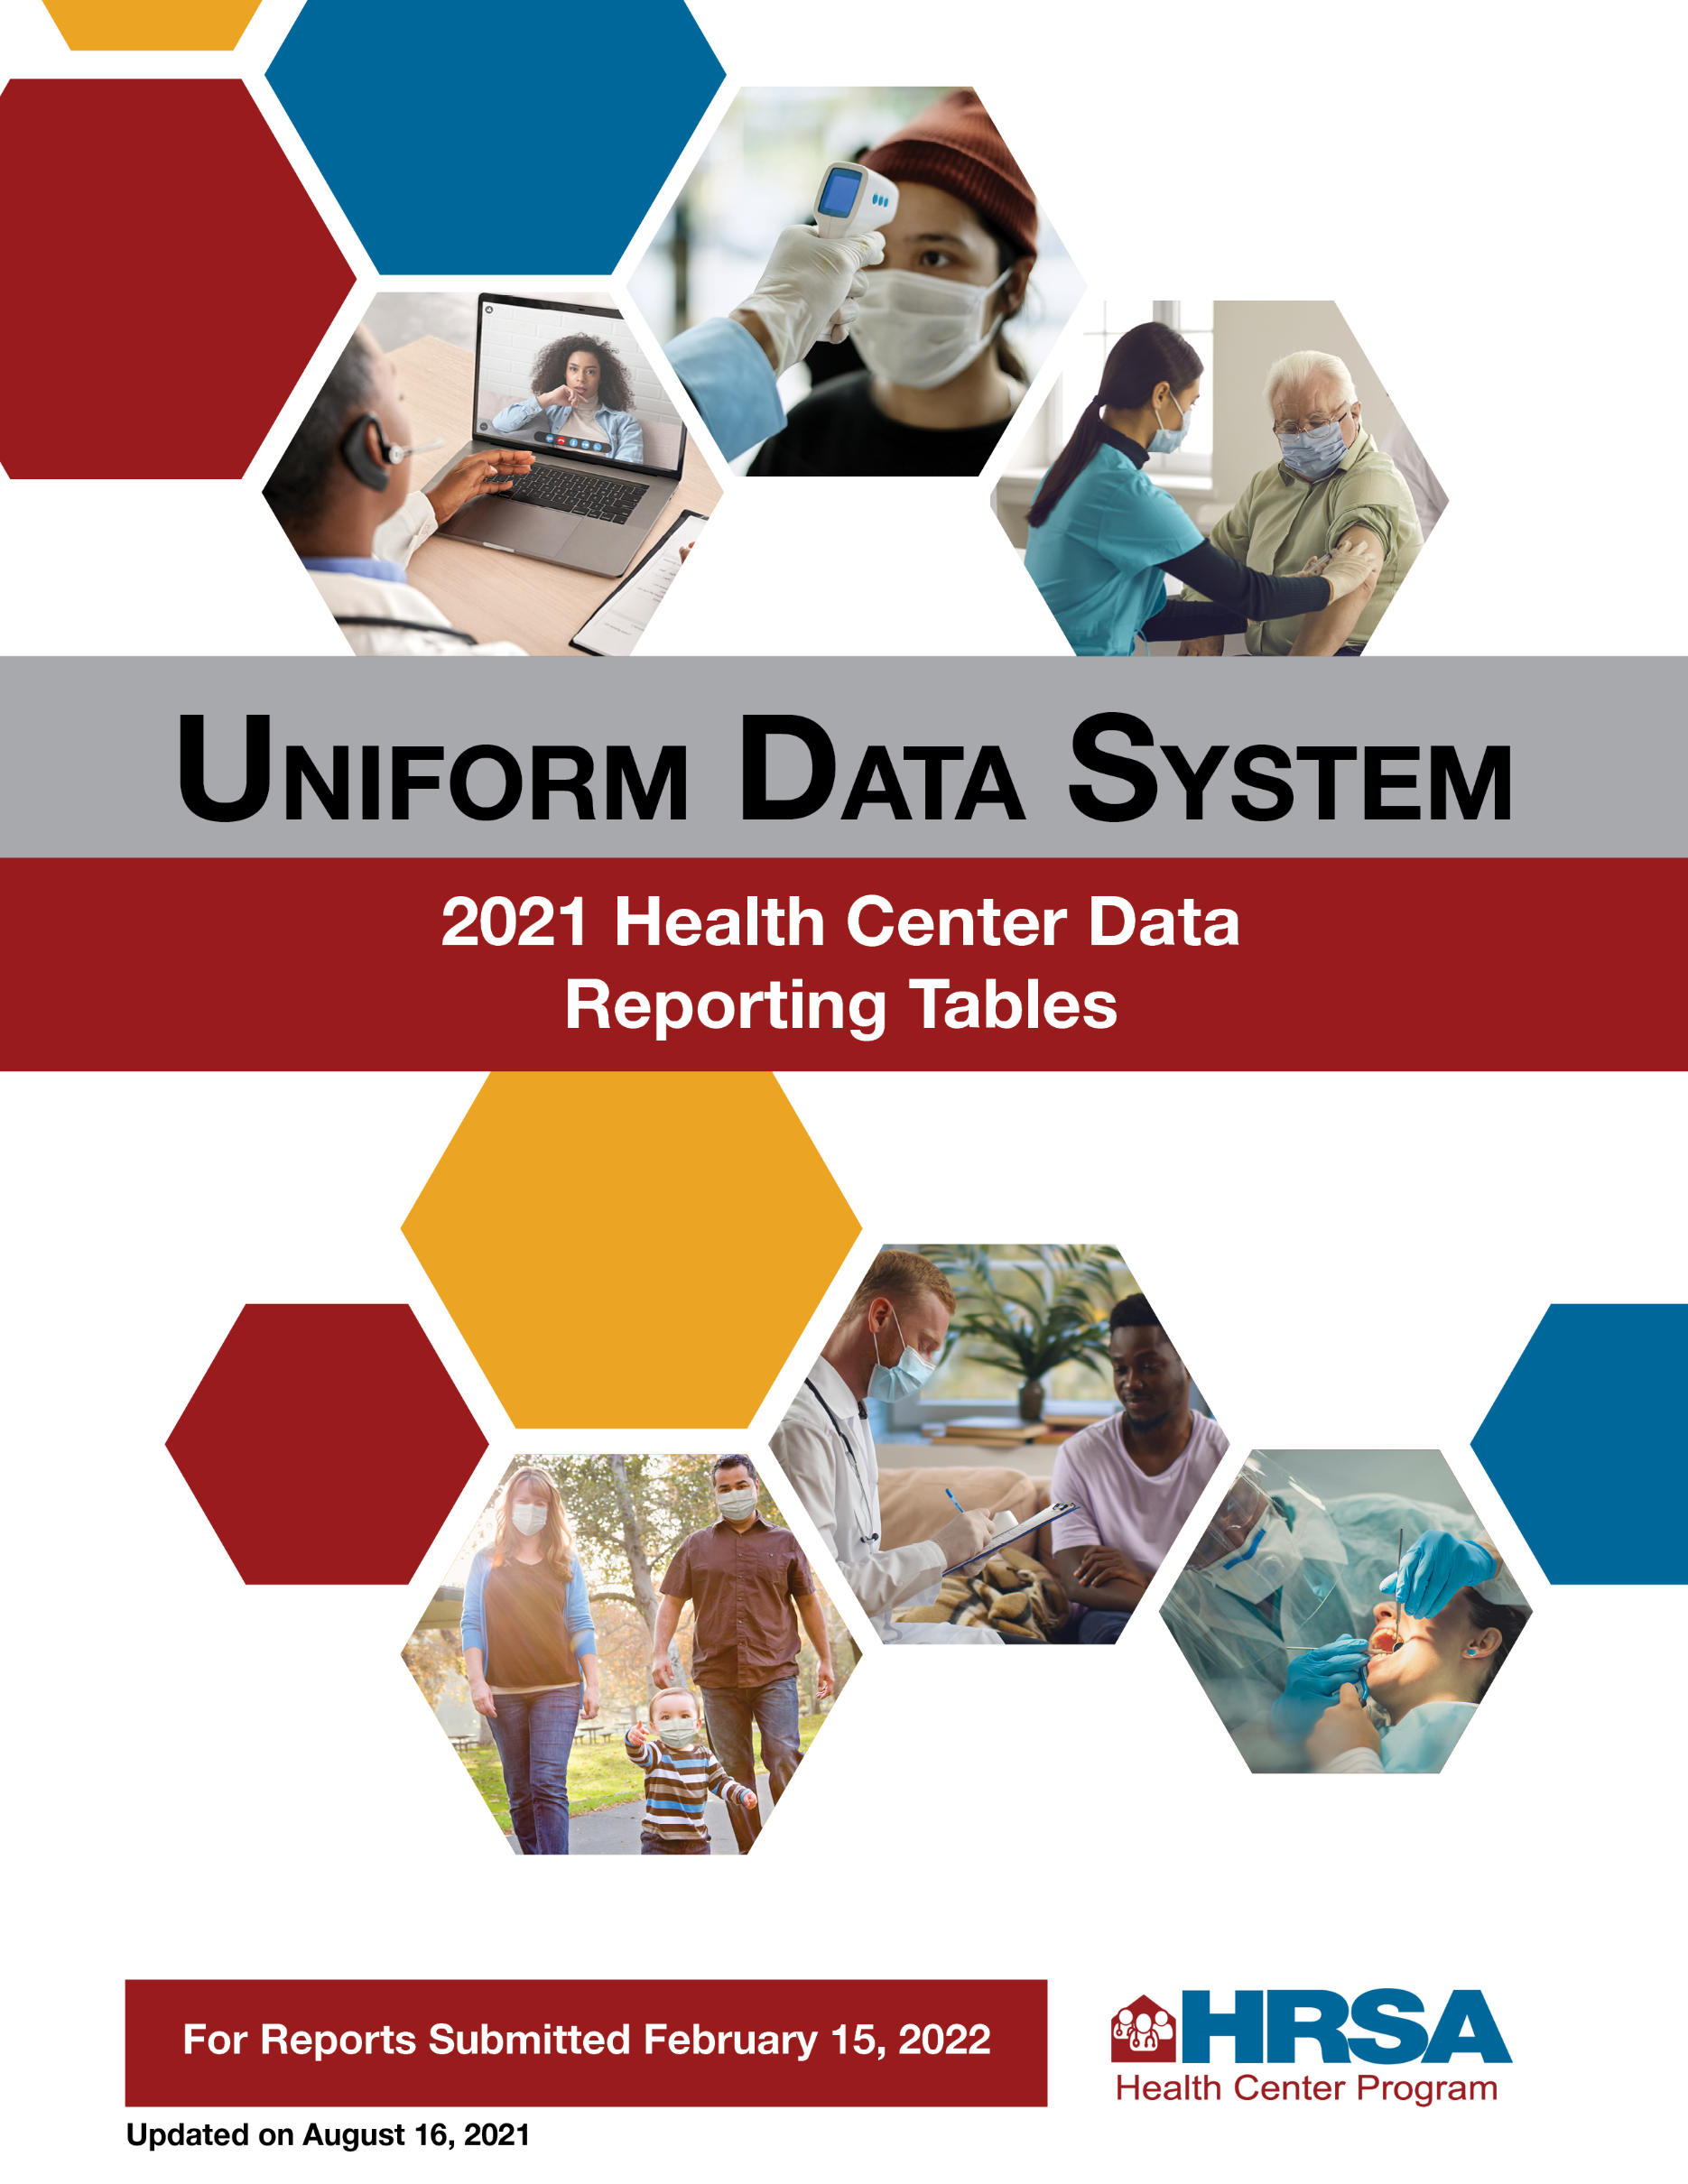 UNIFORM DATA SYSTEM
2021 Health Center Data
Reporting Tables
For Reports Submitted February 15, 2022
HRSA
Health Center Program
Updated on August 16, 2021